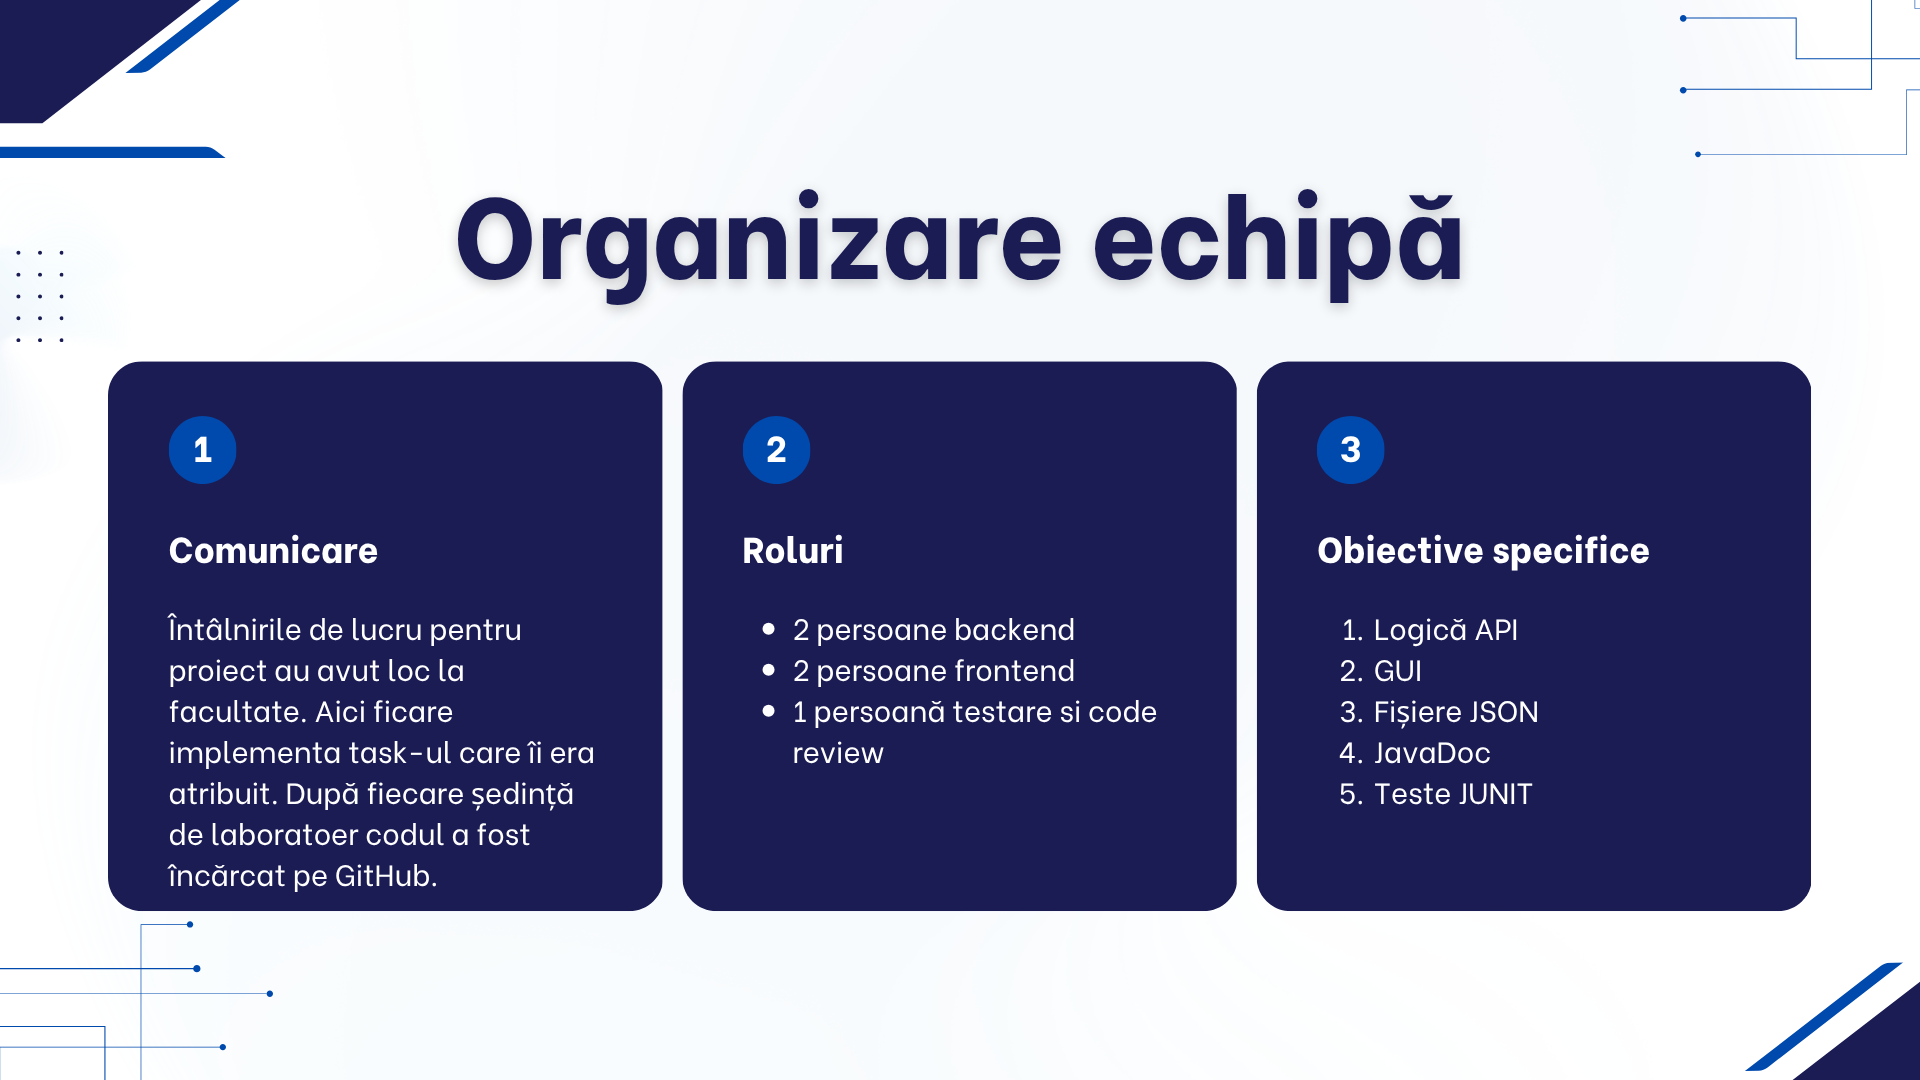 Organizare echipă
1
Comunicare
Întâlnirile de lucru pentru
proiect au avut loc la
facultate. Aici ficare
implementa task-ul care îi era
atribuit. După fiecare ședință
de laboratoer codul a fost
încărcat pe GitHub.
2
Roluri
• 2 persoane backend
• 2 persoane frontend
• 1 persoană testare si code
review
3
Obiective specifice
1. Logică API
2. GUI
3. Fișiere JSON
4. JavaDoc
5. Teste JUNIT